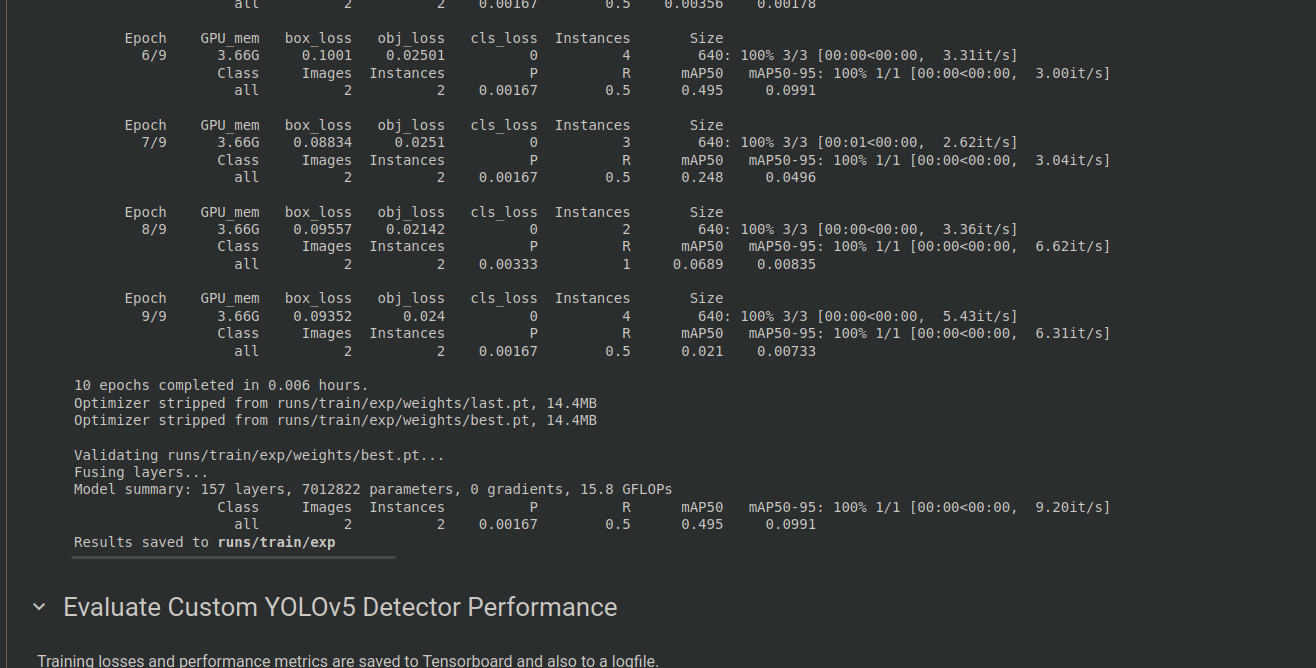 all 2 2 0.00167 0.5 0.00356 0.00178
Epoch GPU_mem box_loss obj_loss cls_loss Instances Size
6/9 3.66G 0.1001 0.02501 0 4 640: 100% 3/3 [00:00<00:00, 3.31it/s]
Class Images Instances P R mAP50 mAP50-95: 100% 1/1 [00:00<00:00, 3.00it/s]
all 2 2 0.00167 0.5 0.495 0.0991
Epoch GPU_mem box_loss obj_loss cls_loss Instances Size
7/9 3.66G 0.08834 0.0251 0 3 640: 100% 3/3 [00:01<00:00, 2.62it/s]
Class Images Instances P R mAP50 mAP50-95: 100% 1/1 [00:00<00:00, 3.04it/s]
all 2 2 0.00167 0.5 0.248 0.0496
Epoch GPU_mem box_loss obj_loss cls_loss Instances Size
8/9 3.66G 0.09557 0.02142 0 2 640: 100% 3/3 [00:00<00:00, 3.36it/s]
Class Images Instances P R mAP50 mAP50-95: 100% 1/1 [00:00<00:00, 6.62it/s]
all 2 2 0.00333 1 0.0689 0.00835
Epoch GPU_mem box_loss obj_loss cls_loss Instances Size
9/9 3.66G 0.09352 0.024 0 4 640: 100% 3/3 [00:00<00:00, 5.43it/s]
Class Images Instances P R mAP50 mAP50-95: 100% 1/1 [00:00<00:00, 6.31it/s]
all 2 2 0.00167 0.5 0.021 0.00733
10 epochs completed in 0.006 hours.
Optimizer stripped from runs/train/exp/weights/last.pt, 14.4MB
Optimizer stripped from runs/train/exp/weights/best.pt, 14.4MB
Validating runs/train/exp/weights/best.pt...
Fusing layers...
Model summary: 157 layers, 7012822 parameters, 0 gradients, 15.8 GFLOPs
Class Images Instances P R mAP50 mAP50-95: 100% 1/1 [00:00<00:00, 9.20it/s]
all 2 2 0.00167 0.5 0.495 0.0991
Results saved to runs/train/exp
Evaluate Custom YOLOv5 Detector Performance
Training losses and performance metrics are saved to Tensorboard and also to a logfile.